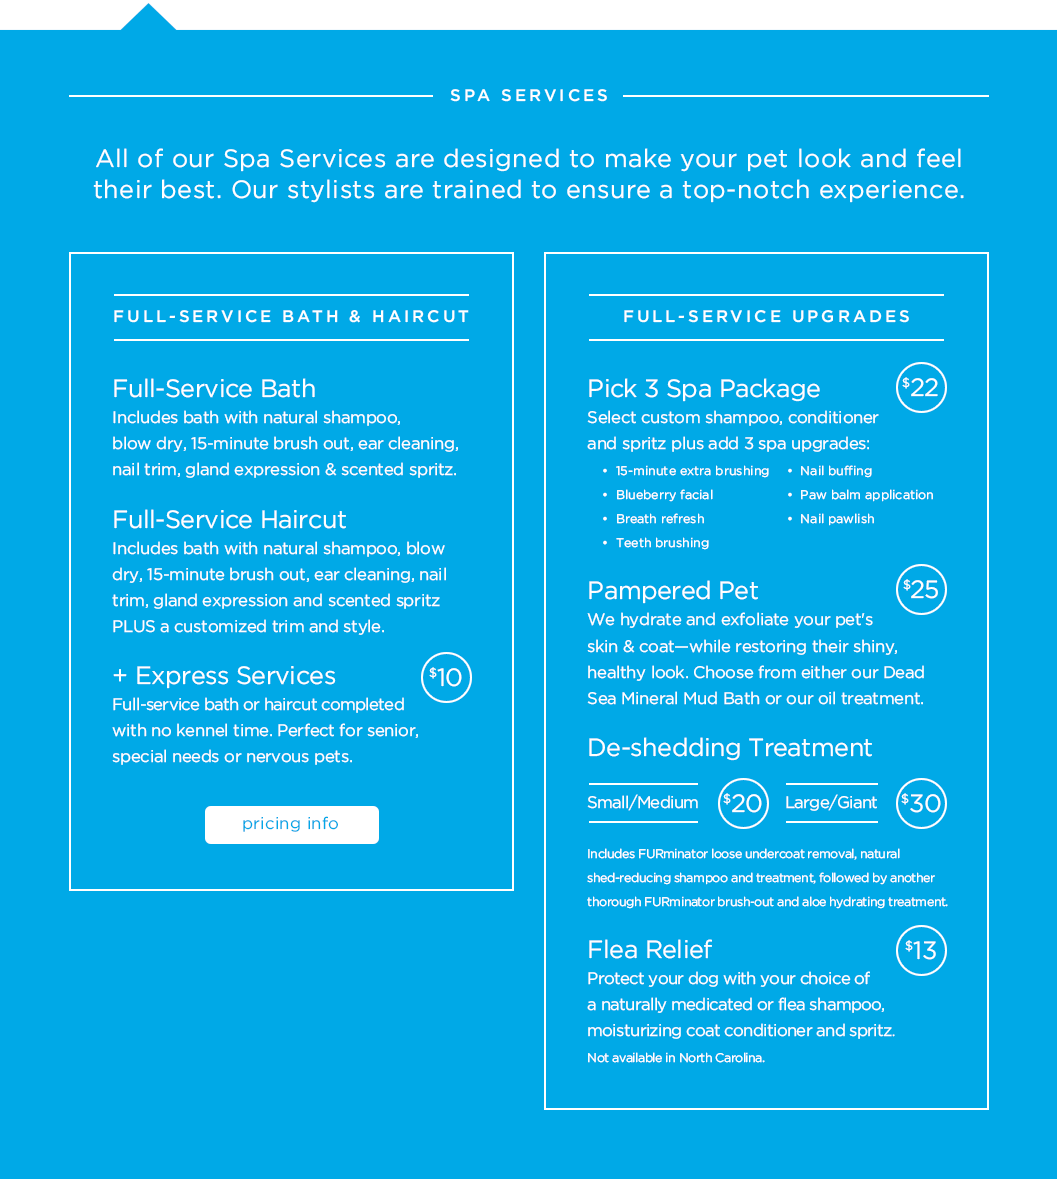 SPA SERVICES
All of our Spa Services are designed to make your pet look and feel
their best. Our stylists are trained to ensure a top-notch experience.
FULL-SERVICE BATH & HAIRCUT
Full-Service Bath
Includes bath with natural shampoo,
blow dry, 15-minute brush out, ear cleaning,
nail trim, gland expression & scented spritz.
Full-Service Haircut
Includes bath with natural shampoo, blow
dry, 15-minute brush out, ear cleaning, nail
trim, gland expression and scented spritz
PLUS a customized trim and style.
+ Express Services $10
Full-service bath or haircut completed
with no kennel time. Perfect for senior,
special needs or nervous pets.
pricing info
FULL-SERVICE UPGRADES
Pick 3 Spa Package $22
Select custom shampoo, conditioner
and spritz plus add 3 spa upgrades:
• 15-minute extra brushing
• Blueberry facial
• Breath refresh
• Teeth brushing
• Nail buffing
• Paw balm application
• Nail pawlish
Pampered Pet $25
We hydrate and exfoliate your pet's
skin & coat—while restoring their shiny,
healthy look. Choose from either our Dead
Sea Mineral Mud Bath or our oil treatment.
De-shedding Treatment
Small/Medium $20 Large/Giant $30
Includes FURminator loose undercoat removal, natural
shed-reducing shampoo and treatment, followed by another
thorough FURminator brush-out and aloe hydrating treatment.
Flea Relief $13
Protect your dog with your choice of
a naturally medicated or flea shampoo,
moisturizing coat conditioner and spritz.
Not available in North Carolina.